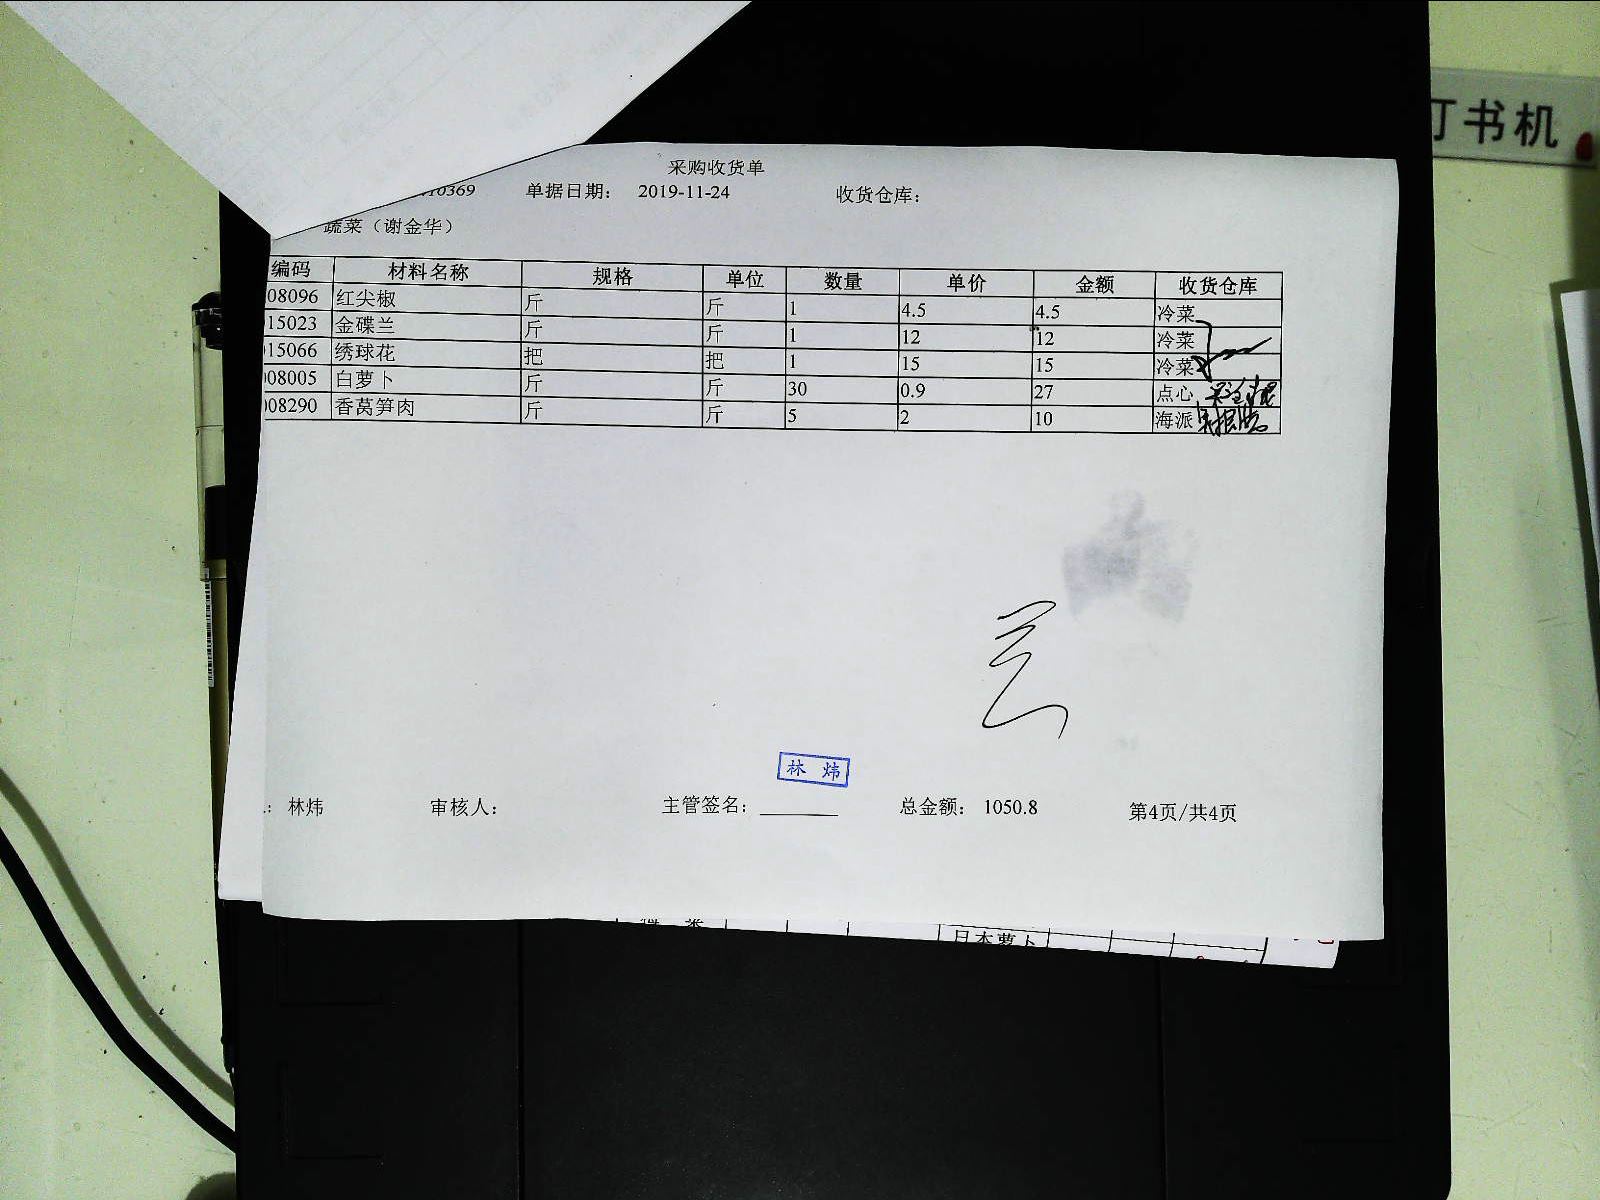 订书机
采购收货单
10369 单据日期： 2019-11-24 收货仓库：
蔬菜（谢金华）
编码 材料名称 规格 单位 数量 单价 金额 收货仓库
08096 红尖椒 斤 斤 1 4.5 4.5 冷菜
15023 金碟兰 斤 斤 1 12 12 冷菜
15066 绣球花 把 把 1 15 15 冷菜
08005 白萝卜 斤 斤 30 0.9 27 点心
08290 香莴笋肉 斤 斤 5 2 10 海派
林 炜
：林炜 审核人： 主管签名： 总金额： 1050.8 第4页/共4页
日本萝卜